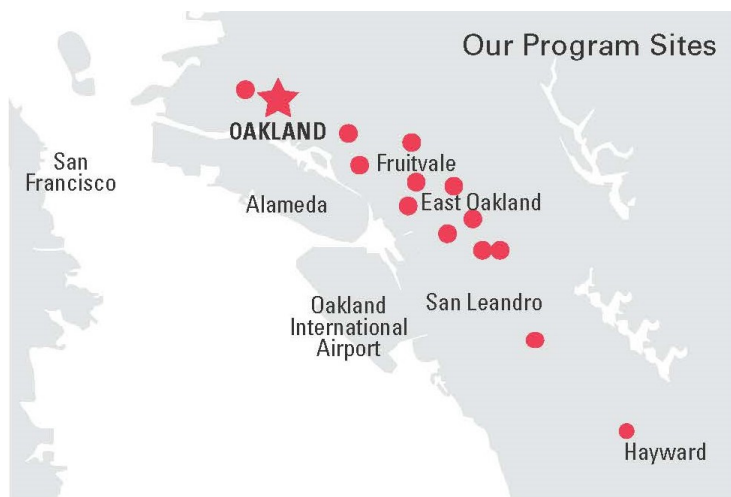 Our Program Sites
OAKLAND
San
Francisco
Fruitvale
Alameda
East Oakland
Oakland
International
Airport
San Leandro
Hayward